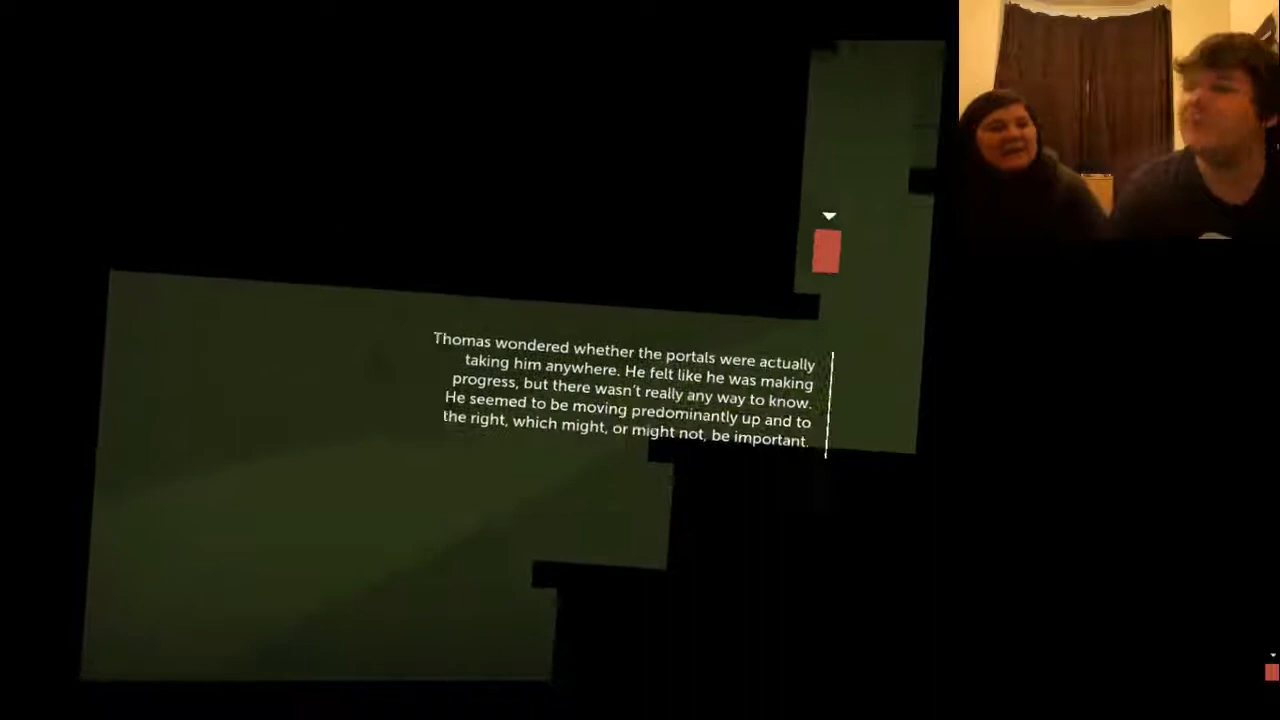 Thomas wondered whether the portals were actually
taking him anywhere. He felt like he was making
progress, but there wasn't really any way to know.
He seemed to be moving predominantly up and to
the right, which might, or might not, be important.